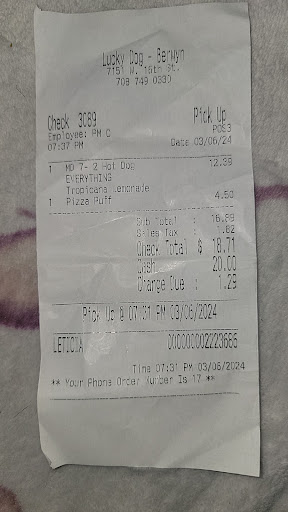 Lucky Dog - Berwyn
7151 W. 16th St.
708 749 0330
Check 3089 Pick Up
Employee: PM C POS3
07:37 PM Date 03/06/24
1 MD 7- 2 Hot Dog 12.39
EVERYTHING
Tropicana Lemonade
1 Pizza Puff 4.50
Sub Total : 16.89
Sales Tax : 1.82
Check Total $ 18.71
Cash 20.00
Change Due : 1.29
Pick Up @ 07:31 PM 03/06/2024
LETICIA 000000002223686
Time 07:31 PM 03/06/2024
** Your Phone Order Number Is 17 **